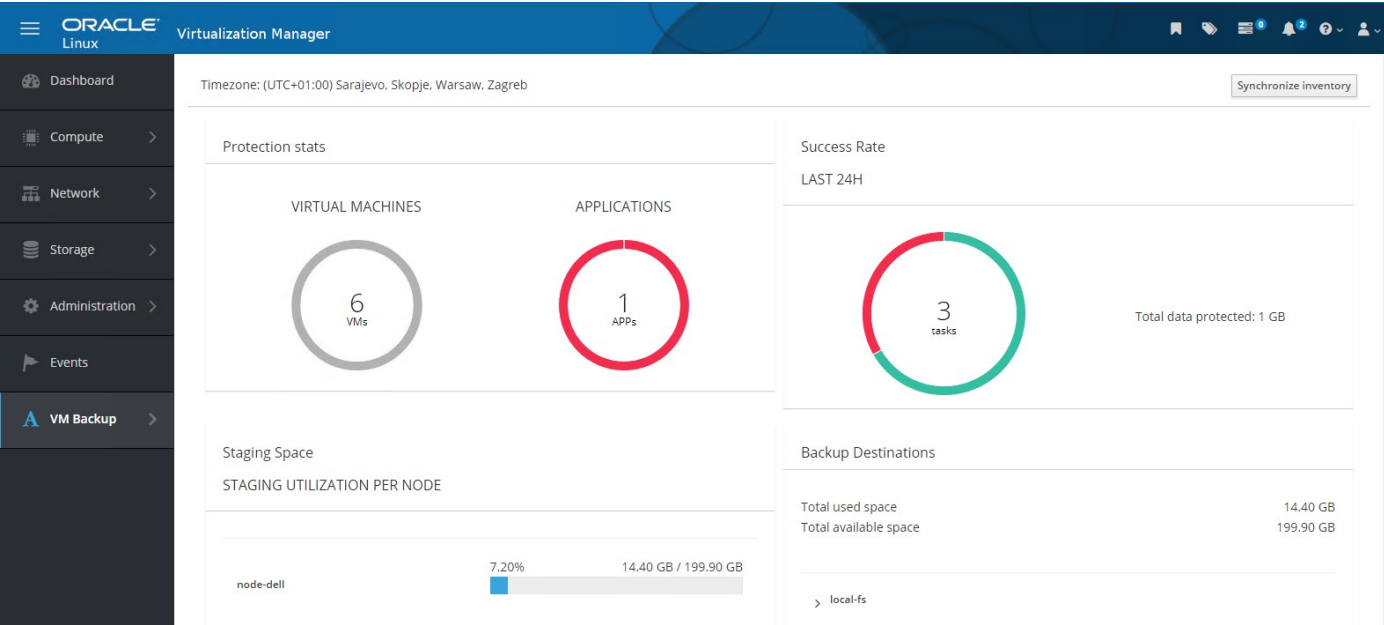 ORACLE
Linux
Virtualization Manager
0
2
Dashboard
Compute
Network
Storage
Administration
Events
A VM Backup
Timezone: (UTC+01:00) Sarajevo, Skopje, Warsaw, Zagreb
Synchronize inventory
Protection stats
VIRTUAL MACHINES
APPLICATIONS
6
VMs
1
APPs
Success Rate
LAST 24H
3
tasks
Total data protected: 1 GB
Staging Space
STAGING UTILIZATION PER NODE
node-dell
7.20%
14.40 GB / 199.90 GB
Backup Destinations
Total used space 14.40 GB
Total available space 199.90 GB
local-fs